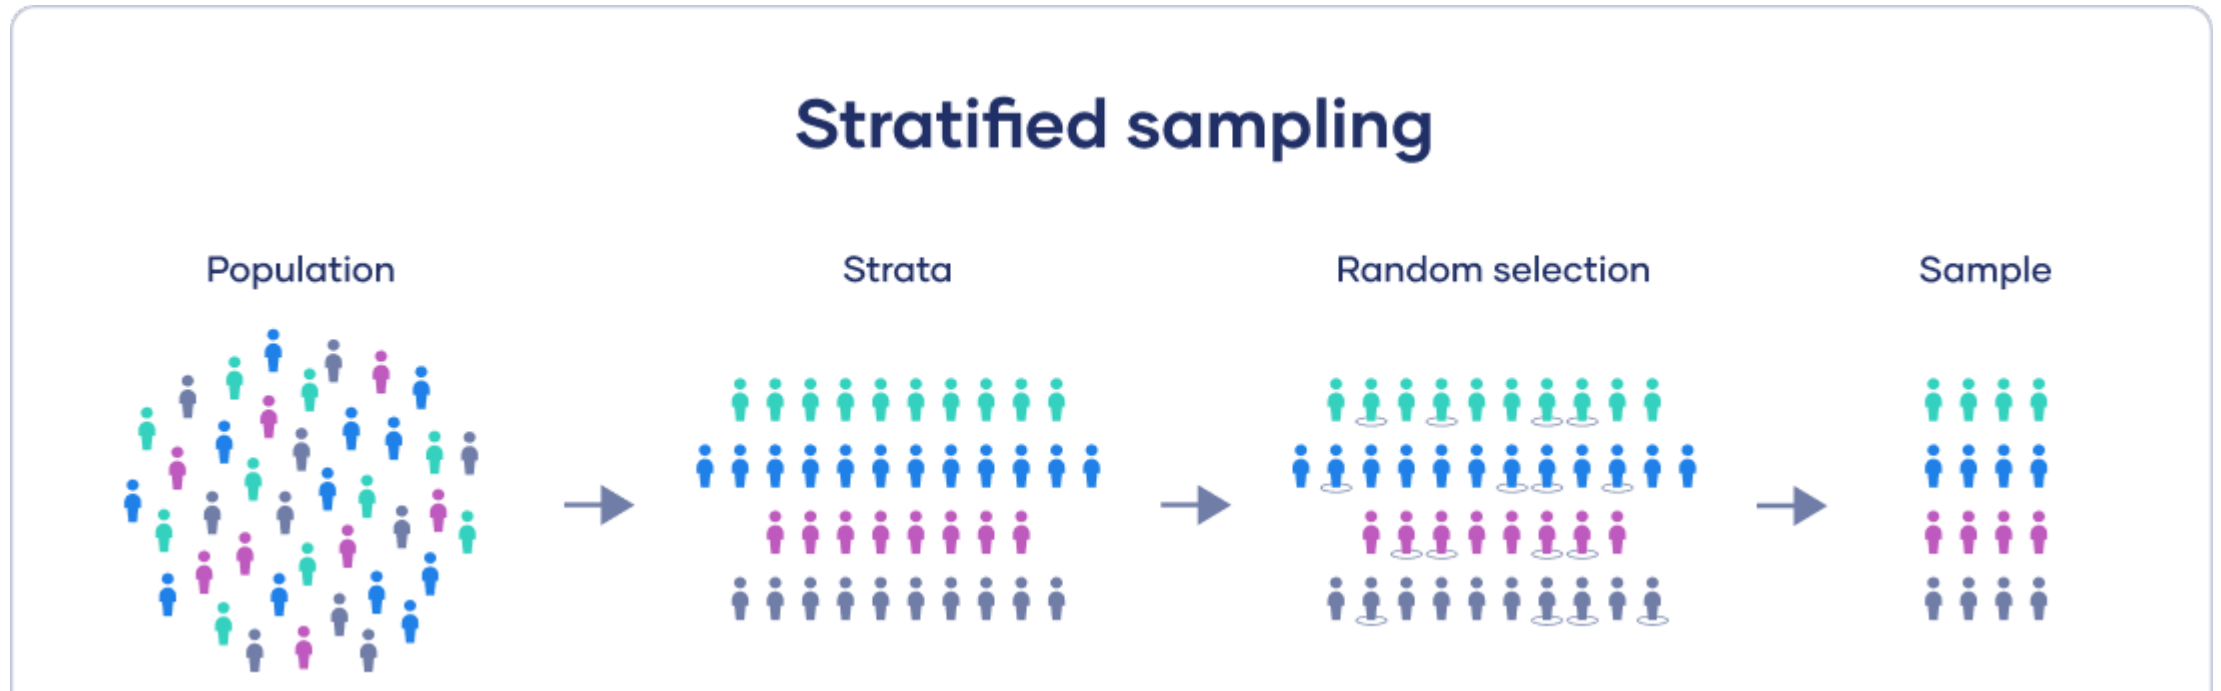 Stratified sampling
Population
Strata
Random selection
Sample